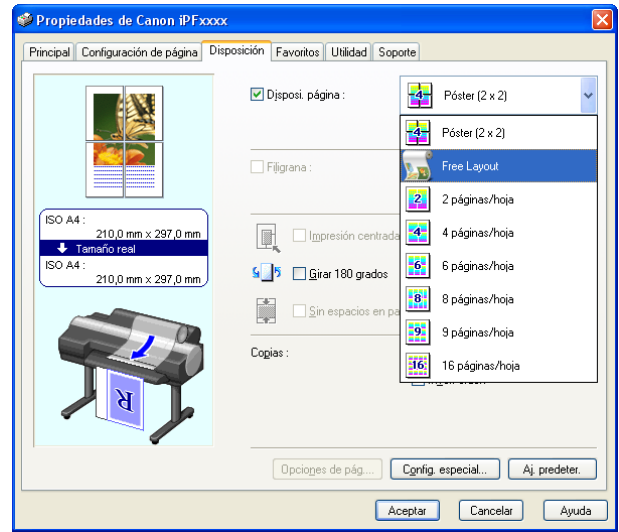 Propiedades de Canon iPFxxxx
Principal Configuración de página Disposición Favoritos Utilidad Soporte
Disposi. página :
Póster (2 x 2)
Póster (2 x 2)
Free Layout
2 páginas/hoja
4 páginas/hoja
6 páginas/hoja
8 páginas/hoja
9 páginas/hoja
16 páginas/hoja
Filigrana :
ISO A4 :
210,0 mm x 297,0 mm
Tamaño real
ISO A4 :
210,0 mm x 297,0 mm
Impresión centrada
Girar 180 grados
Sin espacios en
Copias :
Opciones de pág....
Config. especial...
Aj. predeter.
Aceptar
Cancelar
Ayuda